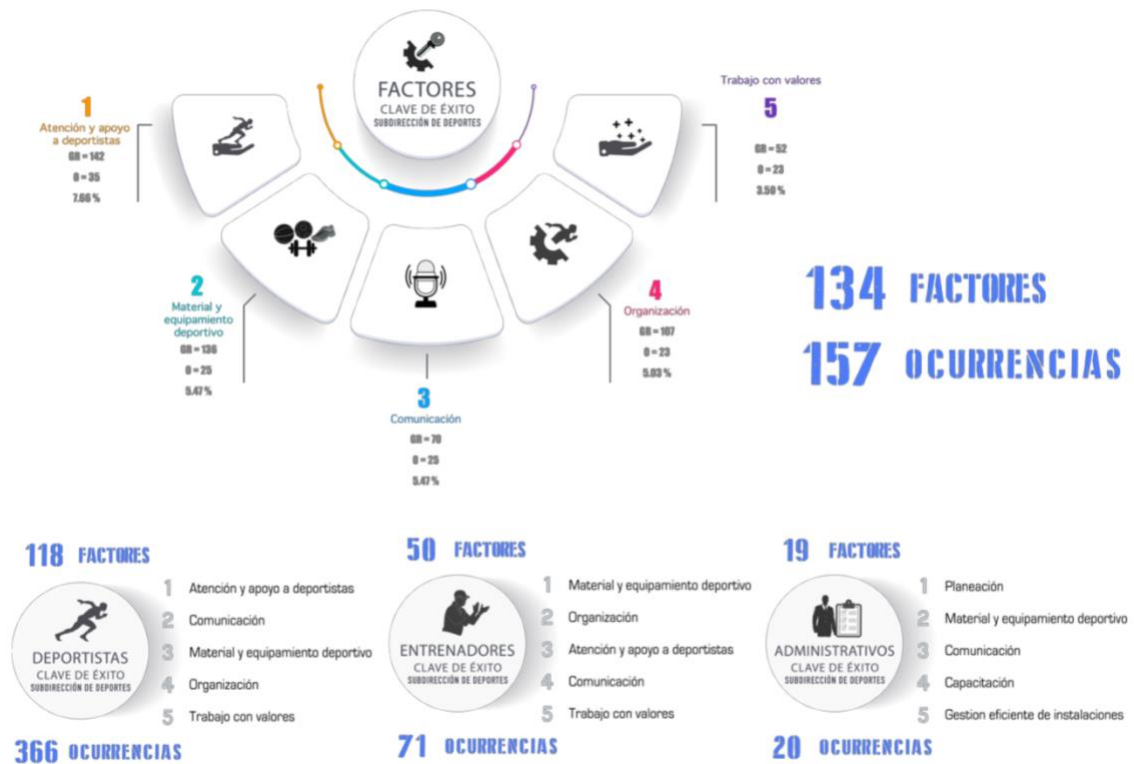 FACTORES
CLAVE DE ÉXITO
SUBDIRECCIÓN DE DEPORTES
1
Atención y apoyo
a deportistas
GR = 142
0 = 35
7.66 %
2
Material y
equipamiento
deportivo
GR = 136
0 = 25
5.47 %
3
Comunicación
GR = 70
0 = 25
5.47 %
4
Organización
GR = 107
0 = 23
5.03 %
Trabajo con valores
5
GR = 52
0 = 23
3.50 %
134 FACTORES
157 OCURRENCIAS
118 FACTORES
DEPORTISTAS
CLAVE DE ÉXITO
SUBDIRECCIÓN DE DEPORTES
1 Atención y apoyo a deportistas
2 Comunicación
3 Material y equipamiento deportivo
4 Organización
5 Trabajo con valores
366 OCURRENCIAS
50 FACTORES
ENTRENADORES
CLAVE DE ÉXITO
SUBDIRECCIÓN DE DEPORTES
1 Material y equipamiento deportivo
2 Organización
3 Atención y apoyo a deportistas
4 Comunicación
5 Trabajo con valores
71 OCURRENCIAS
19 FACTORES
ADMINISTRATIVOS
CLAVE DE ÉXITO
SUBDIRECCIÓN DE DEPORTES
1 Planeación
2 Material y equipamiento deportivo
3 Comunicación
4 Capacitación
5 Gestion eficiente de instalaciones
20 OCURRENCIAS